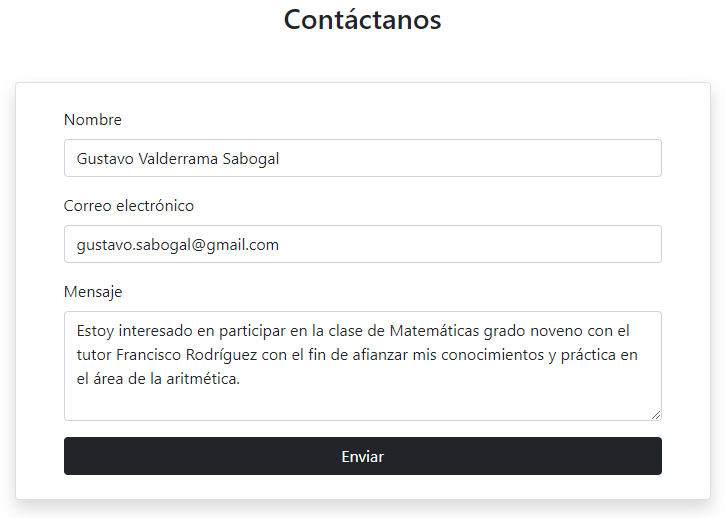 Contáctanos
Nombre
Gustavo Valderrama Sabogal
Correo electrónico
gustavo.sabogal@gmail.com
Mensaje
Estoy interesado en participar en la clase de Matemáticas grado noveno con el
tutor Francisco Rodríguez con el fin de afianzar mis conocimientos y práctica en
el área de la aritmética.
Enviar